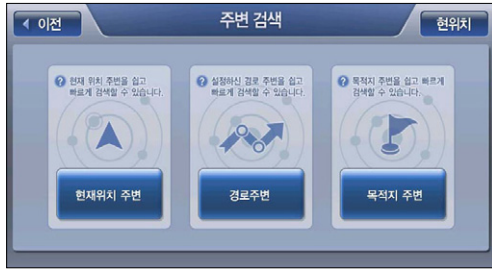 이전
주변 검색
현위치
현재 위치 주변을 쉽고
빠르게 검색할 수 있습니다.
설정하신 경로 주변을 쉽고
빠르게 검색할 수 있습니다.
목적지 주변을 쉽고 빠르게
검색할 수 있습니다.
현재위치 주변
경로주변
목적지 주변